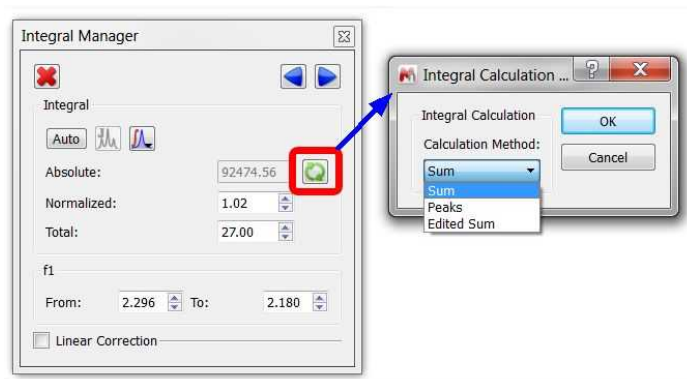 Integral Manager
Integral
Auto
Absolute: 92474.56
Normalized: 1.02
Total: 27.00
f1
From: 2.296 To: 2.180
Linear Correction
Integral Calculation ...
Integral Calculation
Calculation Method:
Sum
Sum
Peaks
Edited Sum
OK
Cancel